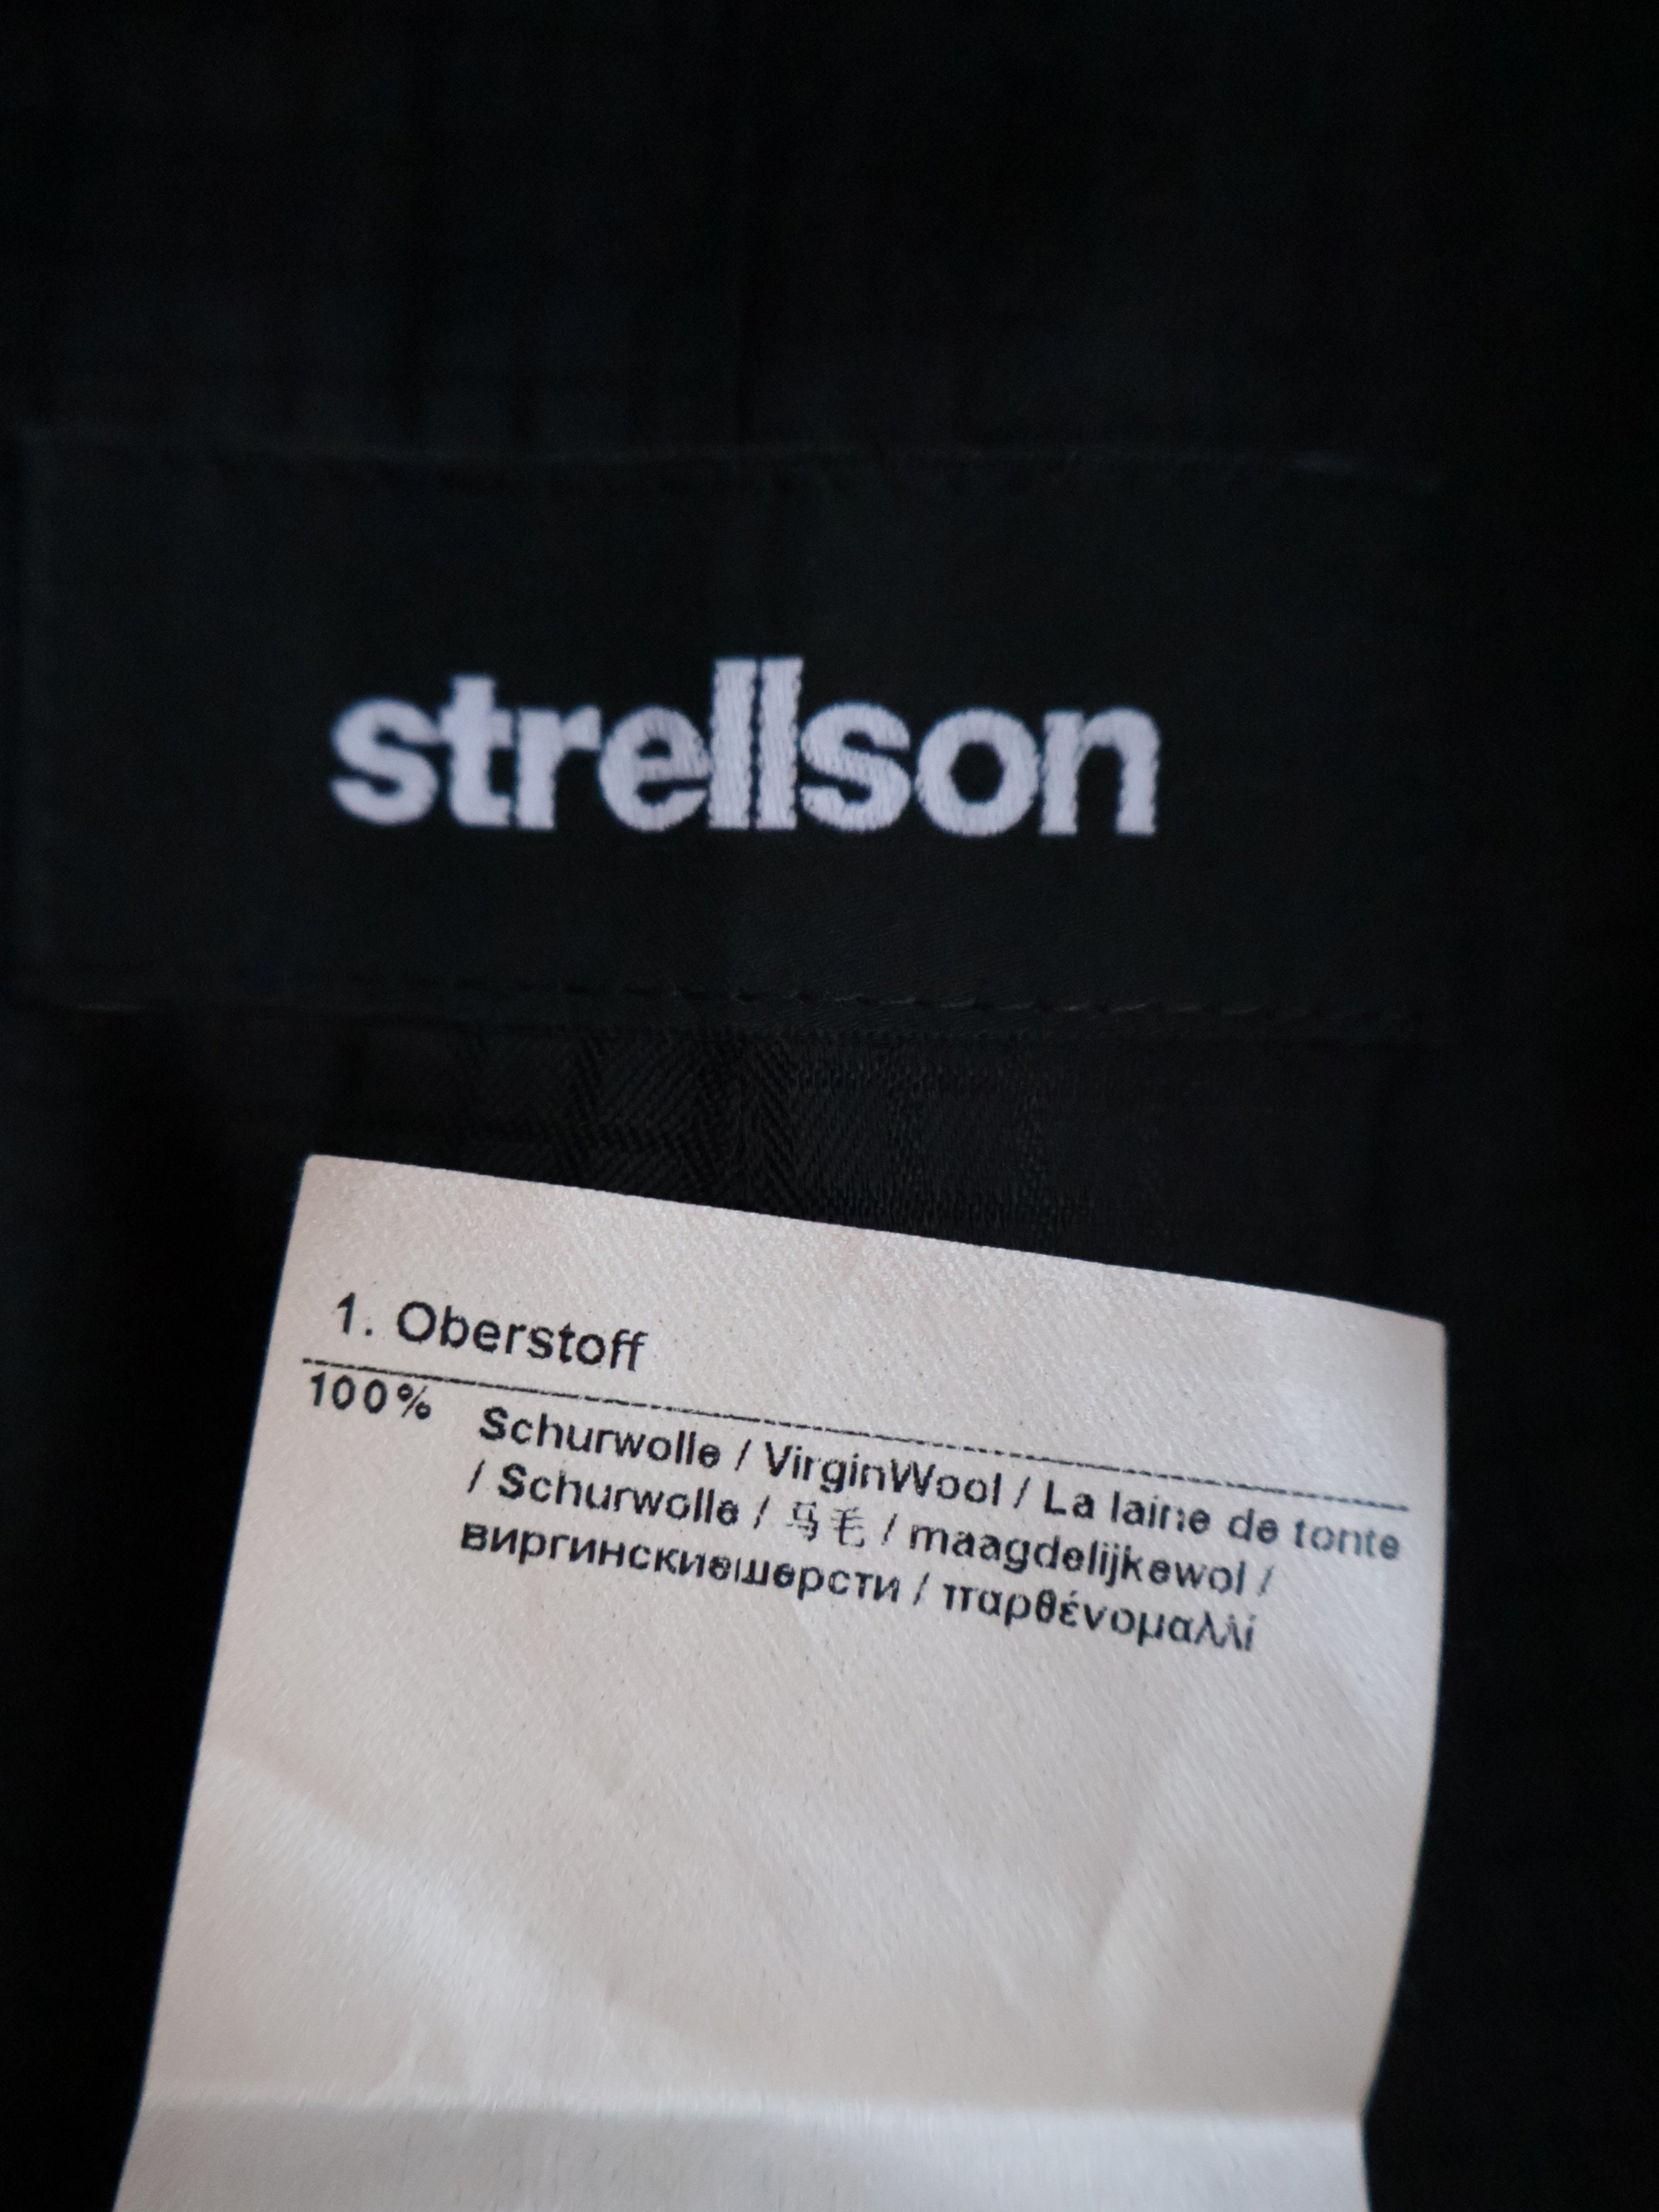 strellson
1. Oberstoff
100% Schurwolle / VirginWool / La laine de tonte
/ Schurwolle / 马毛 / maagdelijkewol /
виргинскиешерсти / παρθένομαλλί